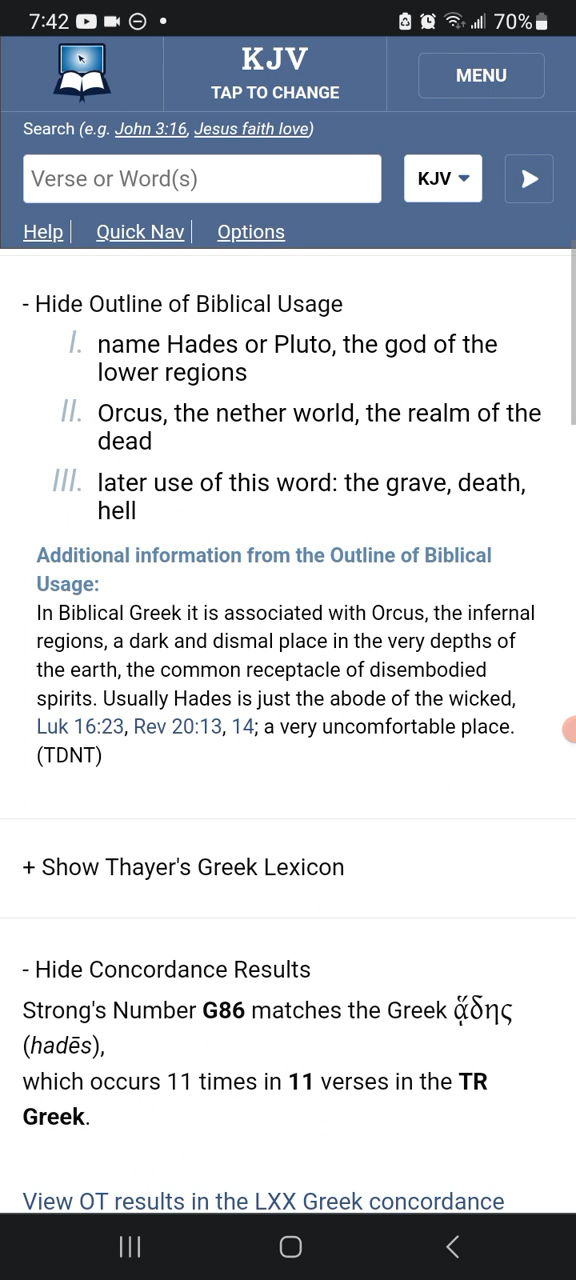 7:42
70%
KJV
TAP TO CHANGE
MENU
Search (e.g. John 3:16, Jesus faith love)
Verse or Word(s)
KJV
Help
Quick Nav
Options
- Hide Outline of Biblical Usage
I. name Hades or Pluto, the god of the
lower regions
II. Orcus, the nether world, the realm of the
dead
III. later use of this word: the grave, death,
hell
Additional information from the Outline of Biblical
Usage:
In Biblical Greek it is associated with Orcus, the infernal
regions, a dark and dismal place in the very depths of
the earth, the common receptacle of disembodied
spirits. Usually Hades is just the abode of the wicked,
Luk 16:23, Rev 20:13, 14; a very uncomfortable place.
(TDNT)
+ Show Thayer's Greek Lexicon
- Hide Concordance Results
Strong's Number G86 matches the Greek ᾅδης
(hadēs),
which occurs 11 times in 11 verses in the TR
Greek.
View OT results in the LXX Greek concordance